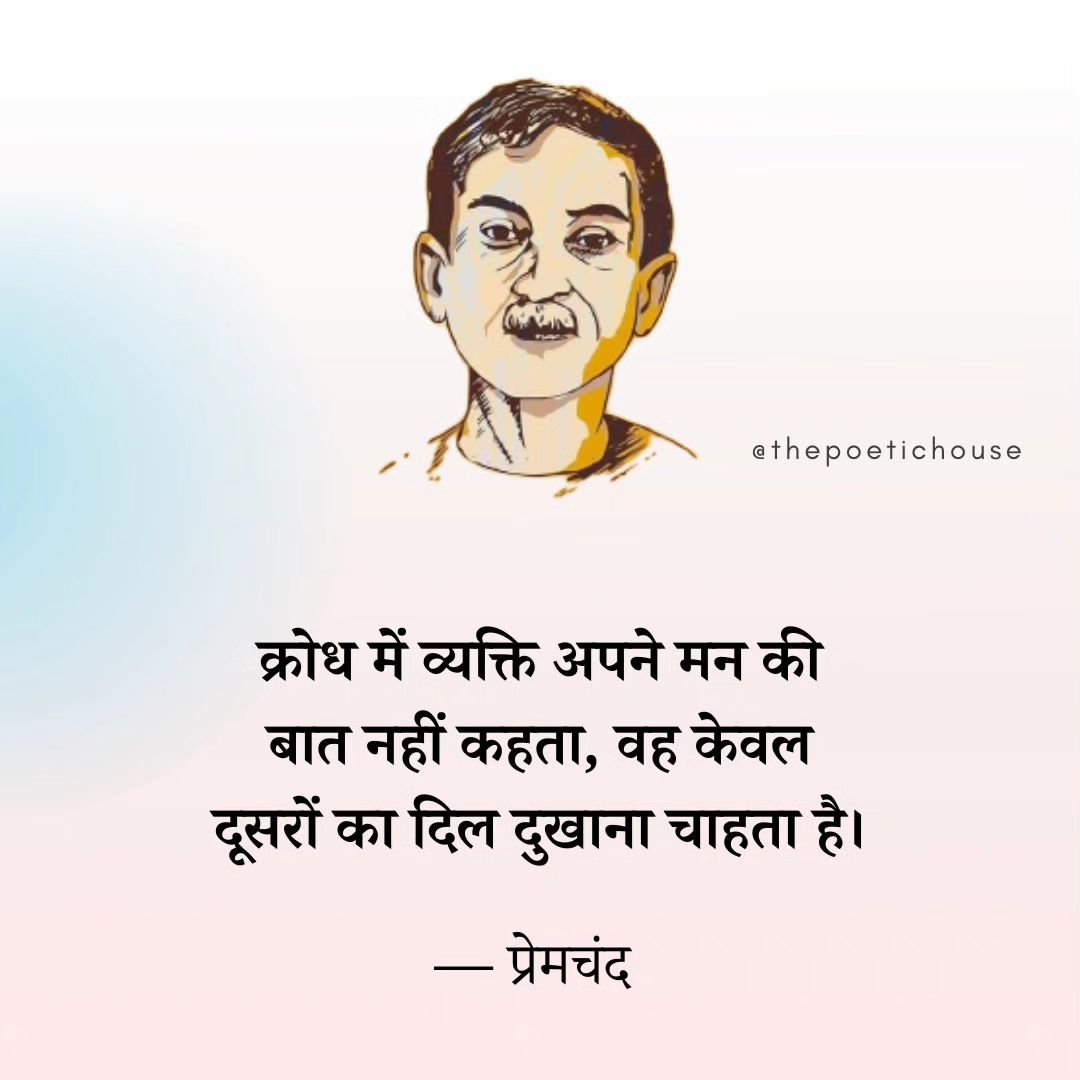 @thepoetichouse
क्रोध में व्यक्ति अपने मन की
बात नहीं कहता, वह केवल
दूसरों का दिल दुखाना चाहता है।
— प्रेमचंद